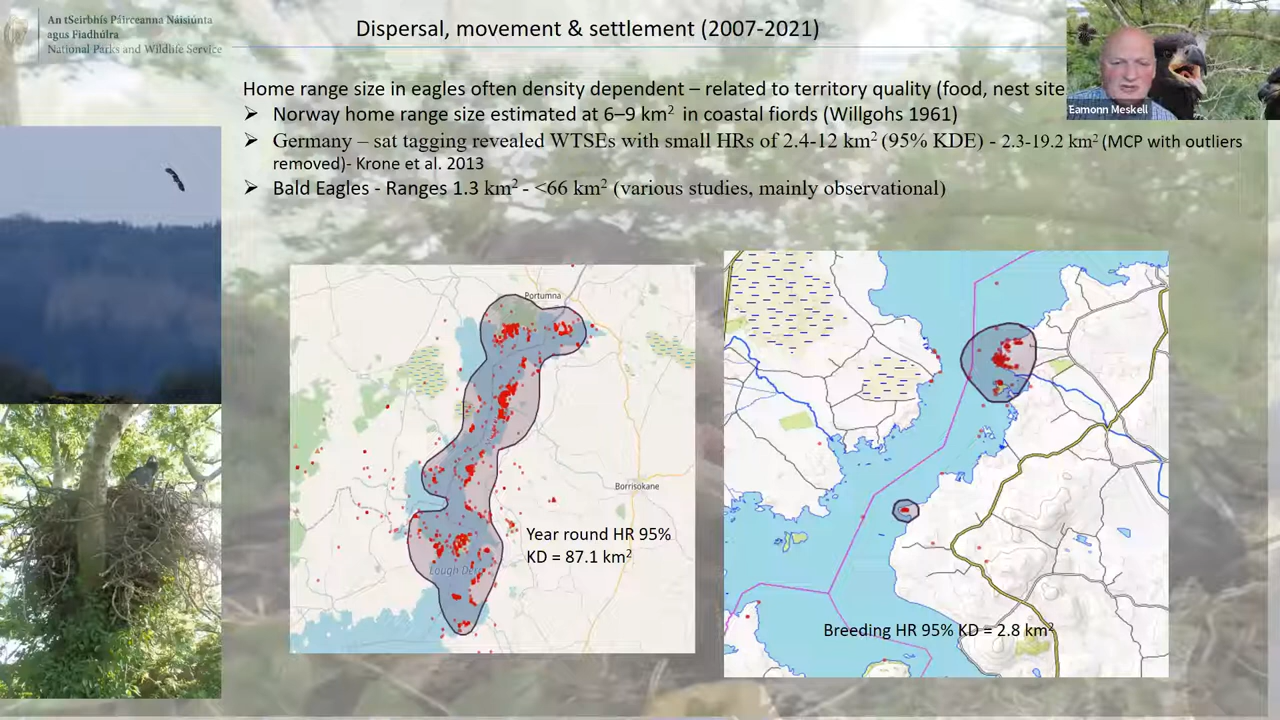 An tSeirbhís Páirceanna Náisiúnta
agus Fiadhúlra
National Parks and Wildlife Service
Dispersal, movement & settlement (2007-2021)
Eamonn Meskell
Home range size in eagles often density dependent – related to territory quality (food, nest site
➢ Norway home range size estimated at 6–9 km² in coastal fiords (Willgohs 1961)
➢ Germany – sat tagging revealed WTSEs with small HRs of 2.4-12 km² (95% KDE) - 2.3-19.2 km² (MCP with outliers
removed)- Krone et al. 2013
➢ Bald Eagles - Ranges 1.3 km² - <66 km² (various studies, mainly observational)
Portumna
Borrisokane
Year round HR 95%
KD = 87.1 km²
Lough Derg
Breeding HR 95% KD = 2.8 km²